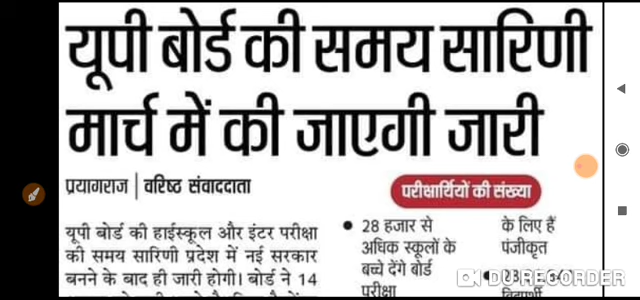 यूपी बोर्ड की समय सारिणी
मार्च में की जाएगी जारी
प्रयागराज | वरिष्ठ संवाददाता
यूपी बोर्ड की हाईस्कूल और इंटर परीक्षा
की समय सारिणी प्रदेश में नई सरकार
बनने के बाद ही जारी होगी। बोर्ड ने 14
परीक्षार्थियों की संख्या
• 28 हजार से
अधिक स्कूलों के
बच्चे देंगे बोर्ड
परीक्षा
के लिए हैं
पंजीकृत
DU RECORDER